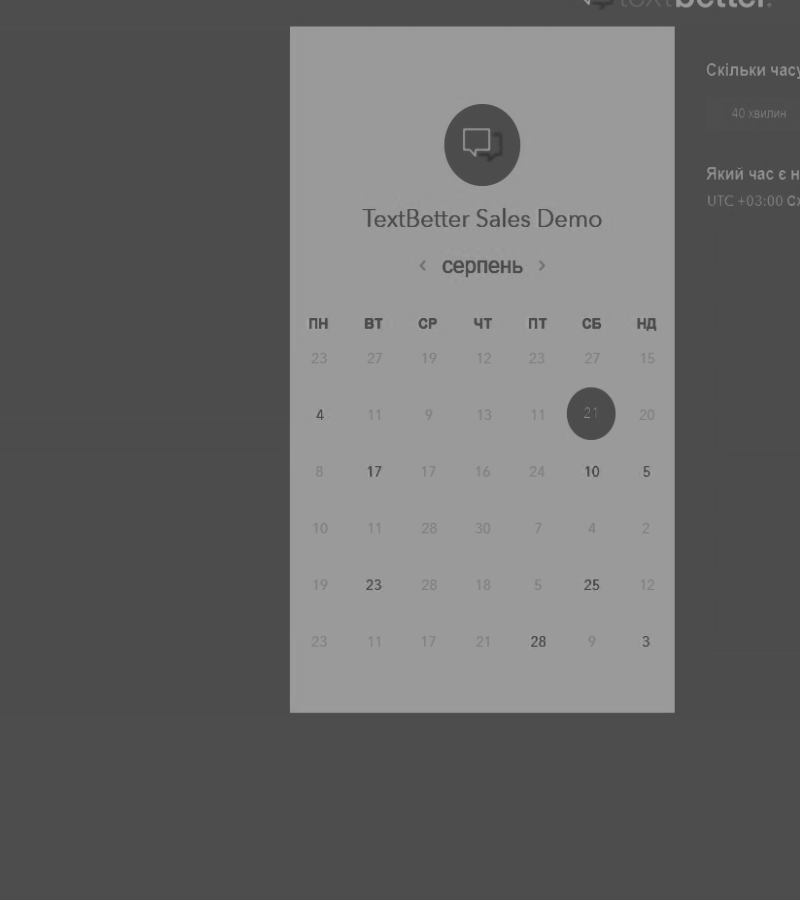 textbetter.
TextBetter Sales Demo
‹ серпень ›
ПН ВТ СР ЧТ ПТ СБ НД
23 27 19 12 23 27 15
4 11 9 13 11 21 20
8 17 17 16 24 10 5
10 11 28 30 7 4 2
19 23 28 18 5 25 12
23 11 17 21 28 9 3
Скільки часу
40 хвилин
Який час є н
UTC +03:00 Сх